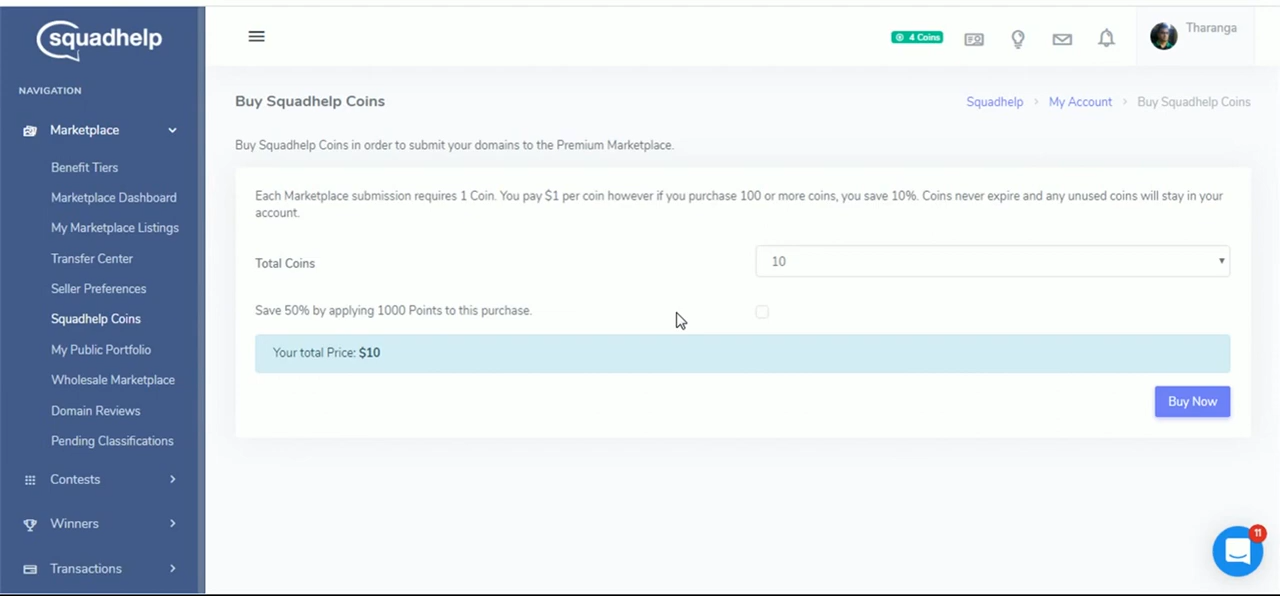 squadhelp
4 Coins
Tharanga
NAVIGATION
Marketplace
Benefit Tiers
Marketplace Dashboard
My Marketplace Listings
Transfer Center
Seller Preferences
Squadhelp Coins
My Public Portfolio
Wholesale Marketplace
Domain Reviews
Pending Classifications
Contests
Winners
Transactions
Buy Squadhelp Coins
Squadhelp > My Account > Buy Squadhelp Coins
Buy Squadhelp Coins in order to submit your domains to the Premium Marketplace.
Each Marketplace submission requires 1 Coin. You pay $1 per coin however if you purchase 100 or more coins, you save 10%. Coins never expire and any unused coins will stay in your
account.
Total Coins
10
Save 50% by applying 1000 Points to this purchase.
Your total Price: $10
Buy Now
11